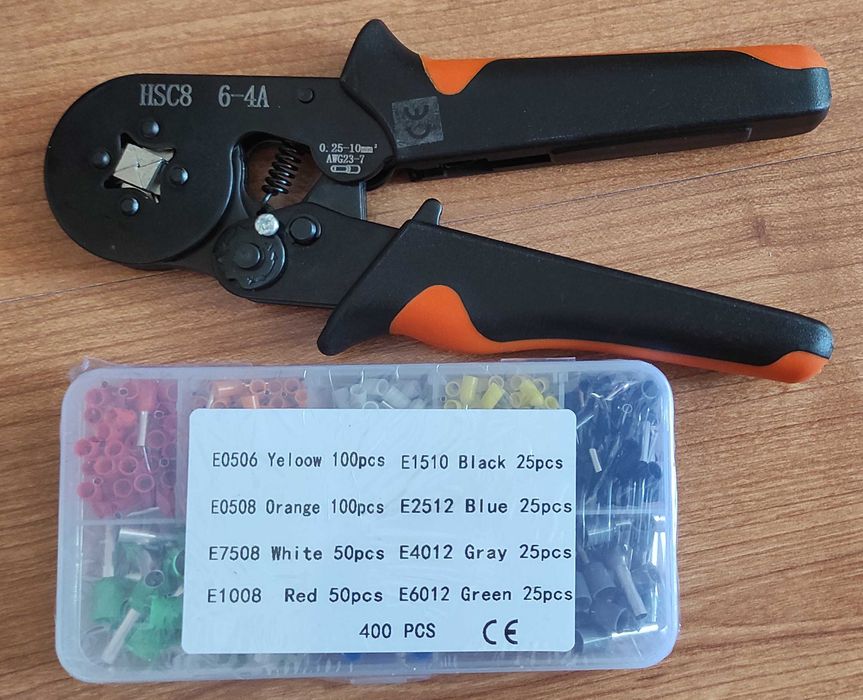 HSC8 6-4A
CE
0.25-10mm²
AWG23-7
E0506 Yeloow 100pcs E1510 Black 25pcs
E0508 Orange 100pcs E2512 Blue 25pcs
E7508 White 50pcs E4012 Gray 25pcs
E1008 Red 50pcs E6012 Green 25pcs
400 PCS CE